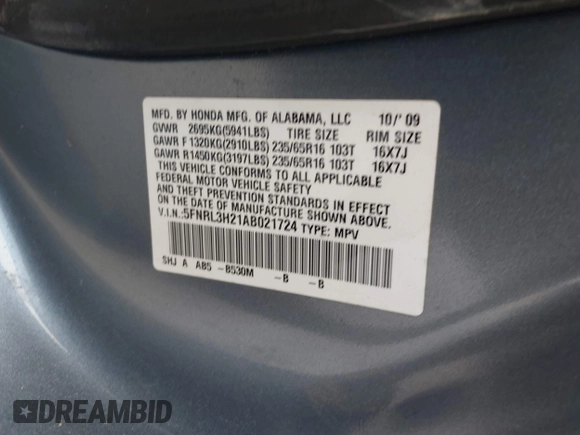 MFD. BY HONDA MFG. OF ALABAMA, LLC 10/'09
GVWR 2695KG(5941LBS) TIRE SIZE RIM SIZE
GAWR F 1320KG(2910LBS) 235/65R16 103T 16X7J
GAWR R 1450KG(3197LBS) 235/65R16 103T 16X7J
THIS VEHICLE CONFORMS TO ALL APPLICABLE
FEDERAL MOTOR VEHICLE SAFETY
AND THEFT PREVENTION STANDARDS IN EFFECT
ON THE DATE OF MANUFACTURE SHOWN ABOVE.
V.I.N.:5FNRL3H21AB021724 TYPE: MPV
SHJ A AB5 -B530M -B -B
DREAMBID